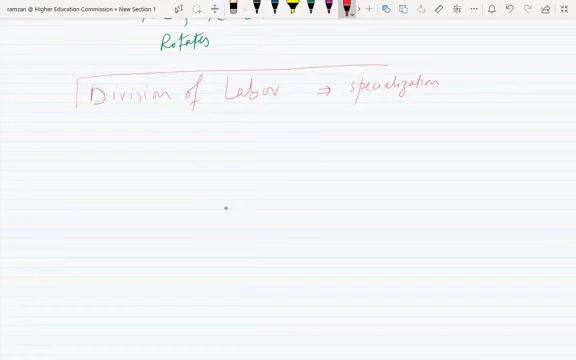 ramzan @ Higher Education Commission » New Section 1
Rotates
Division of Labor ⇒ specialization